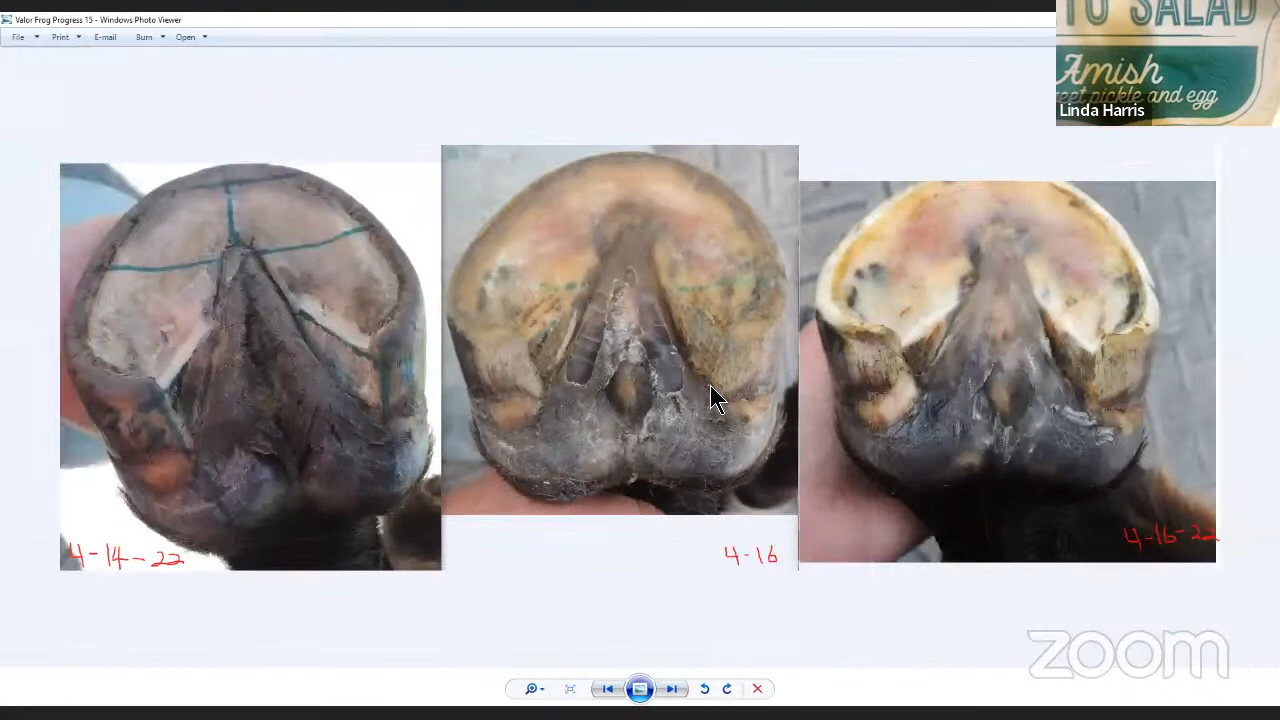 Valor Frog Progress 15 - Windows Photo Viewer
File Print E-mail Burn Open
TO SALAD
Amish
pickle and egg
Linda Harris
4-14-22
4-16
4-16-22
zoom